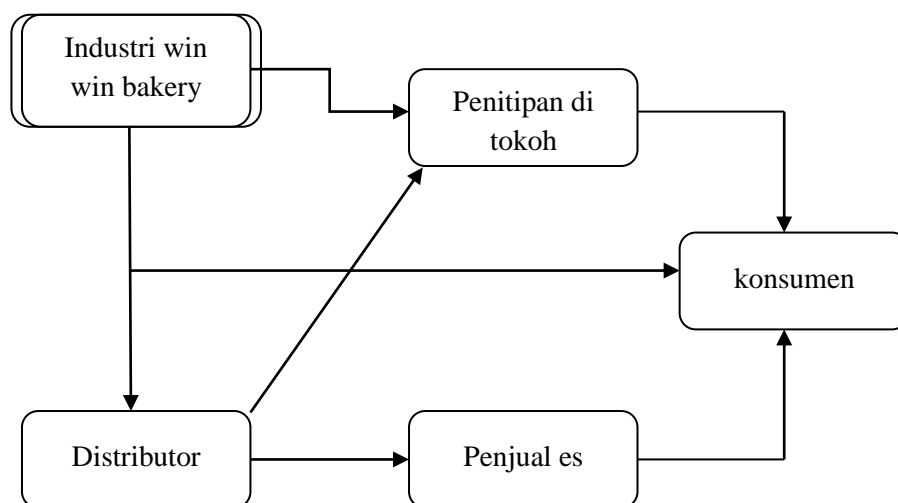 Industri win
win bakery
Penitipan di
tokoh
konsumen
Distributor
Penjual es